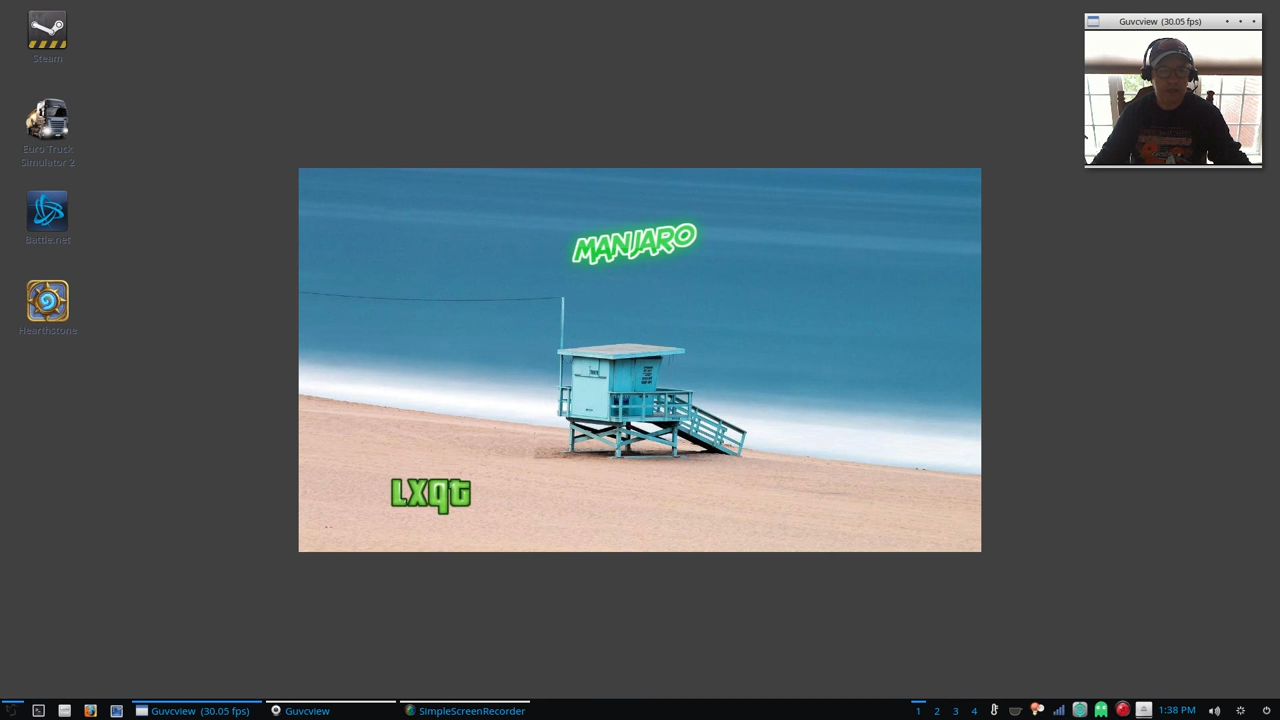 Steam
Euro Truck
Simulator 2
Battle.net
Hearthstone
Guvcview (30.05 fps)
MANJARO
LXqt
Guvcview (30.05 fps)
Guvcview
SimpleScreenRecorder
1 2 3 4
1:38 PM